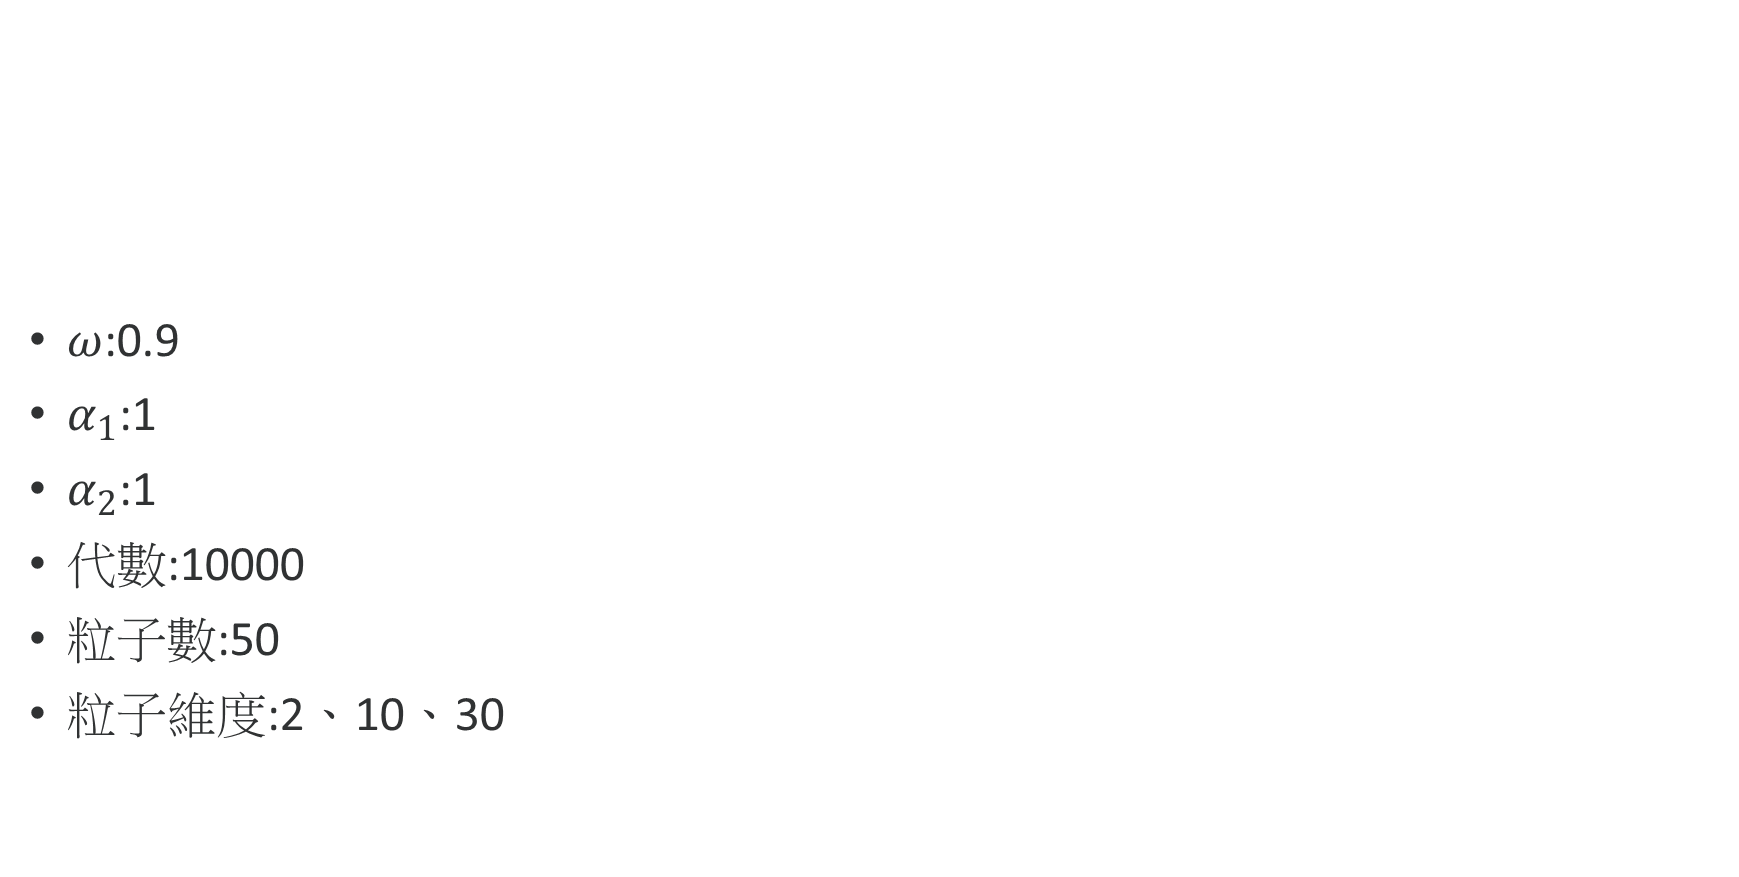 • ω:0.9
• α₁:1
• α₂:1
• 代數:10000
• 粒子數:50
• 粒子維度:2、10、30